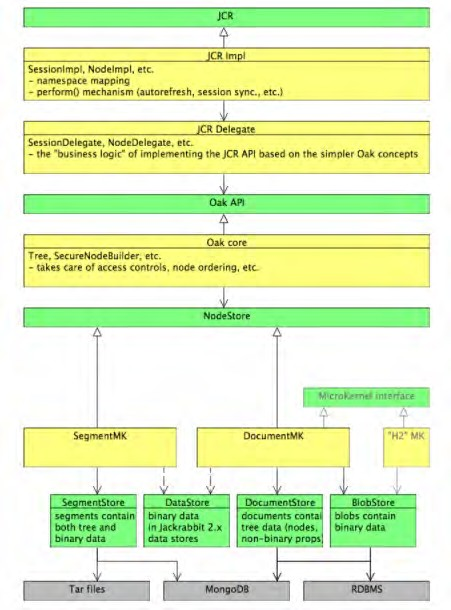 JCR
JCR Impl
SessionImpl, NodeImpl, etc.
- namespace mapping
- perform() mechanism (autorefresh, session sync., etc.)
JCR Delegate
SessionDelegate, NodeDelegate, etc.
- the "business logic" of implementing the JCR API based on the simpler Oak concepts
Oak API
Oak core
Tree, SecureNodeBuilder, etc.
- takes care of access controls, node ordering, etc.
NodeStore
MicroKernel interface
SegmentMK
DocumentMK
"H2" MK
SegmentStore
segments contain
both tree and
binary data
DataStore
binary data
in Jackrabbit 2.x
data stores
DocumentStore
documents contai
tree data (nodes,
non-binary props)
BlobStore
blobs contain
binary data
Tar files
MongoDB
RDBMS